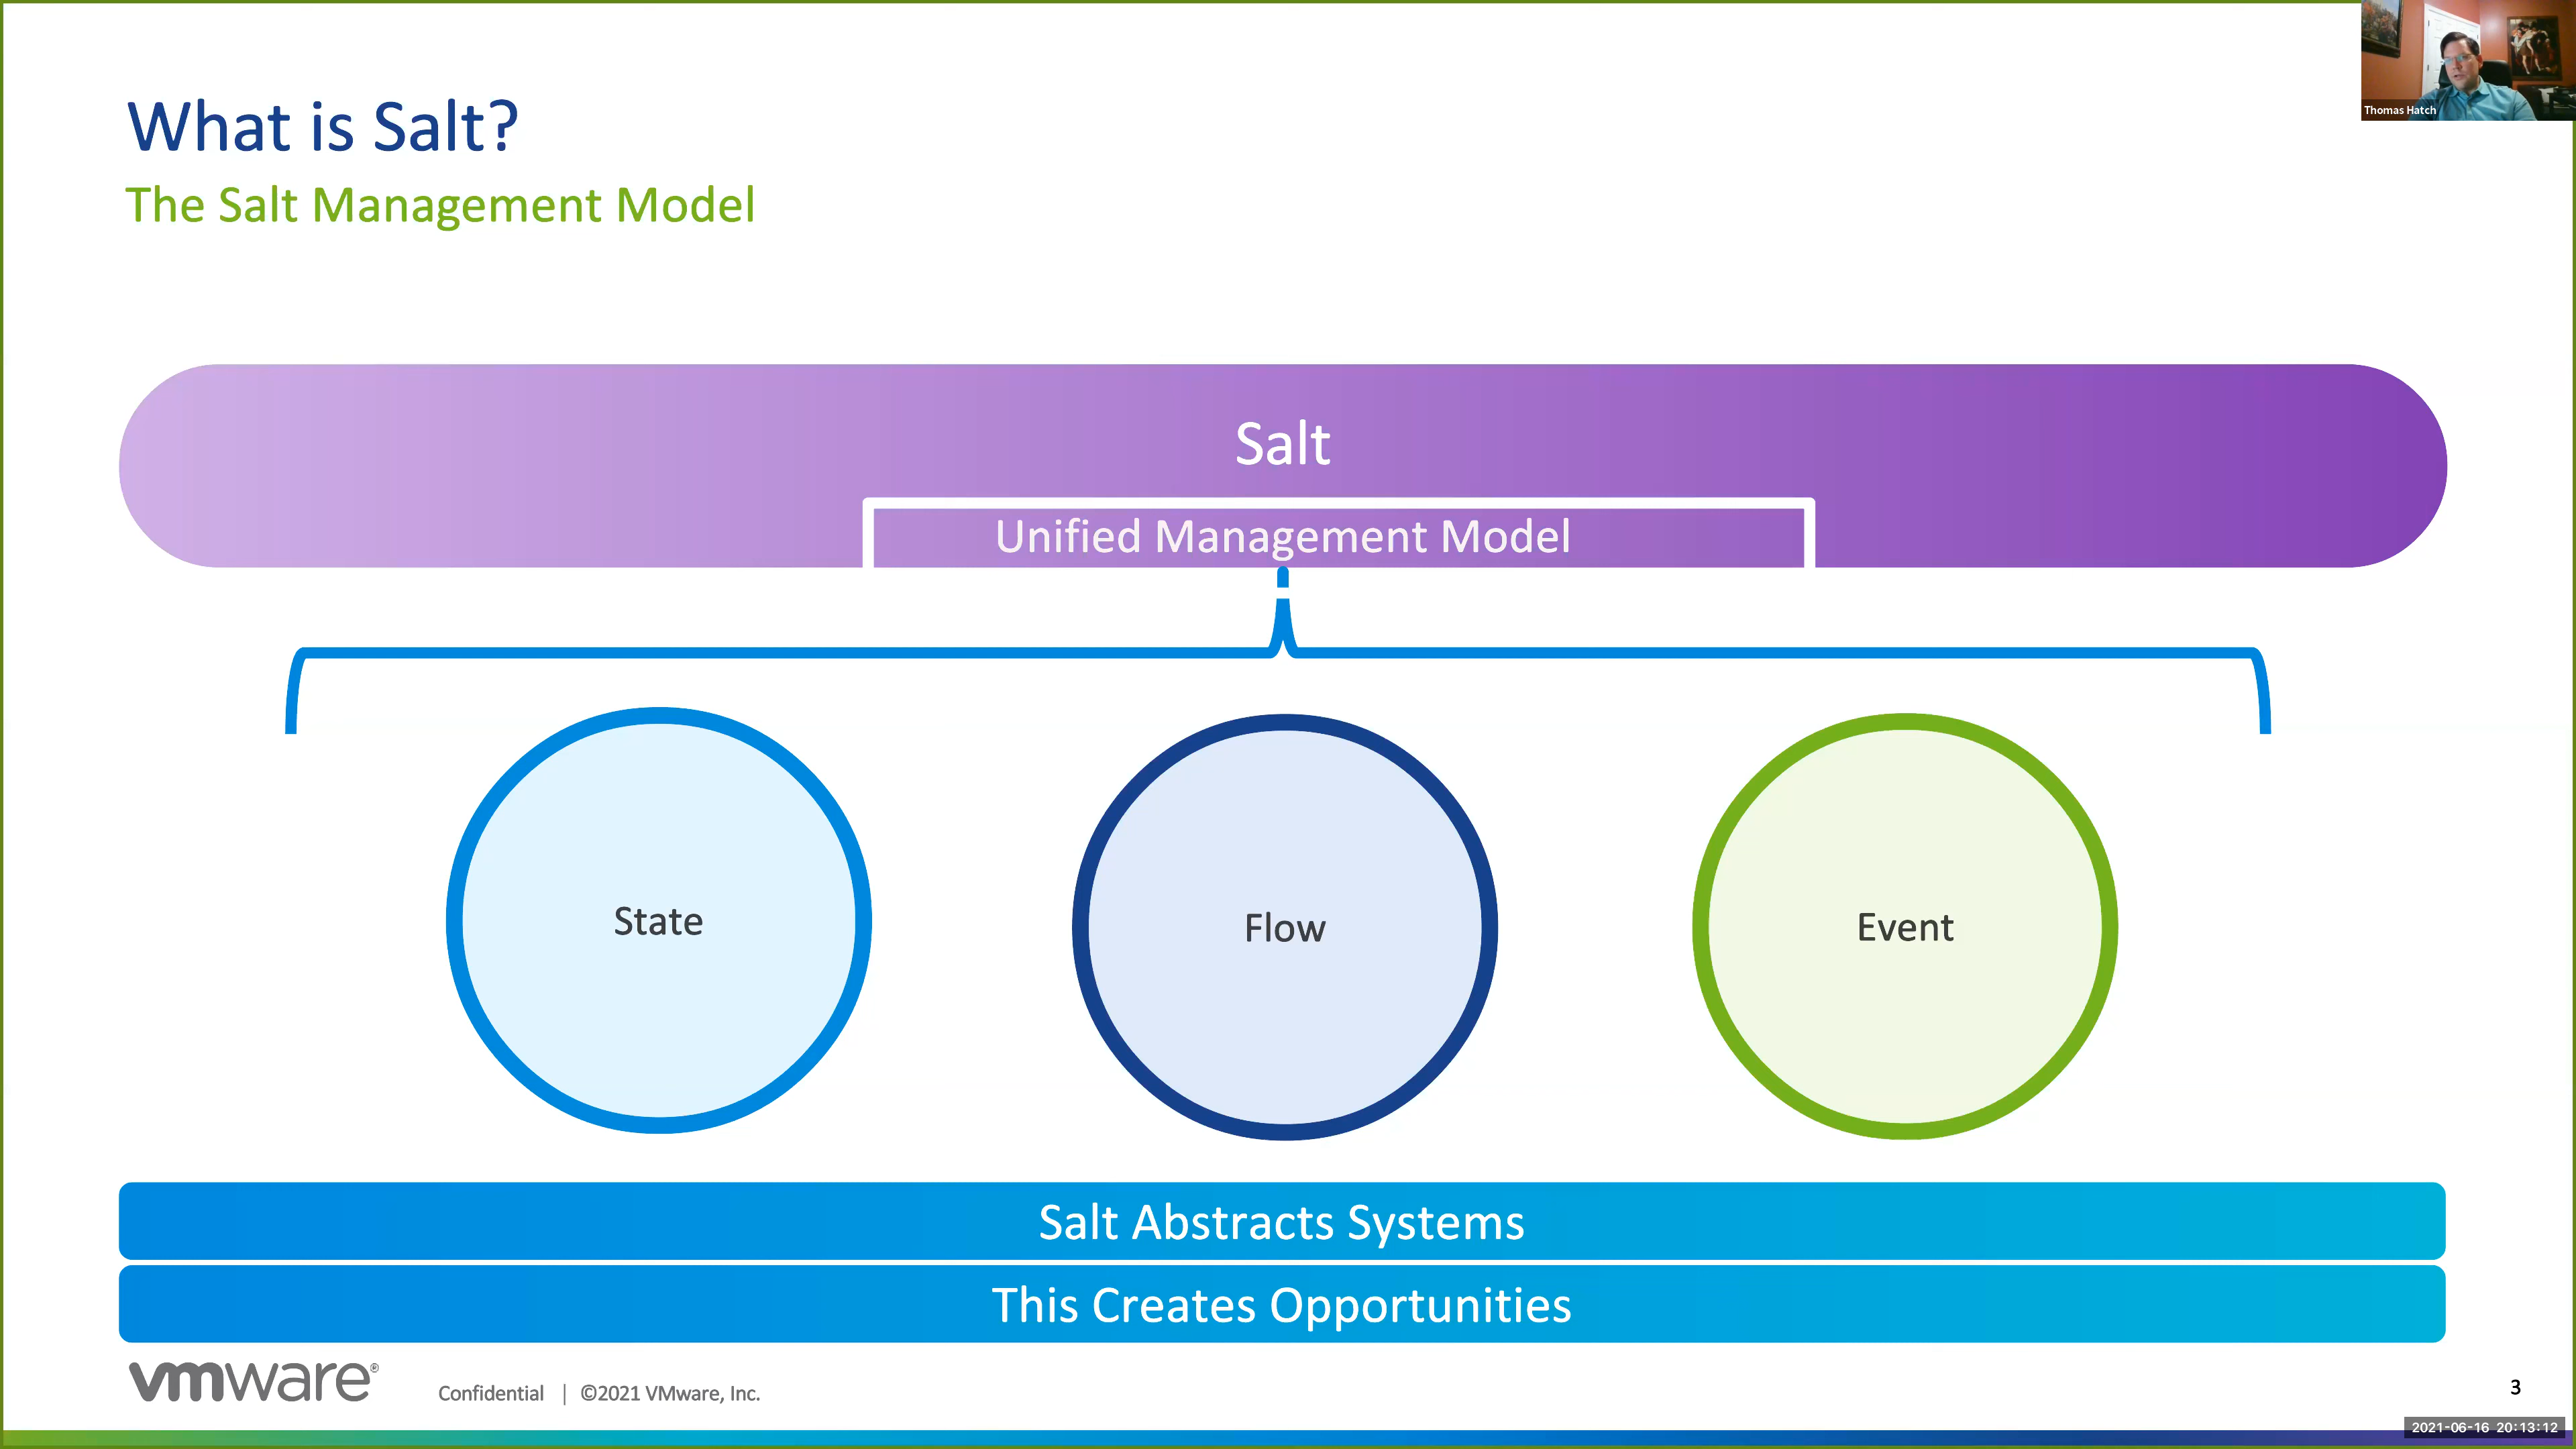 What is Salt?
The Salt Management Model
Thomas Hatch
Salt
Unified Management Model
State
Flow
Event
Salt Abstracts Systems
This Creates Opportunities
vmware®
Confidential | ©2021 VMware, Inc.
3
2021-06-16 20:13:12